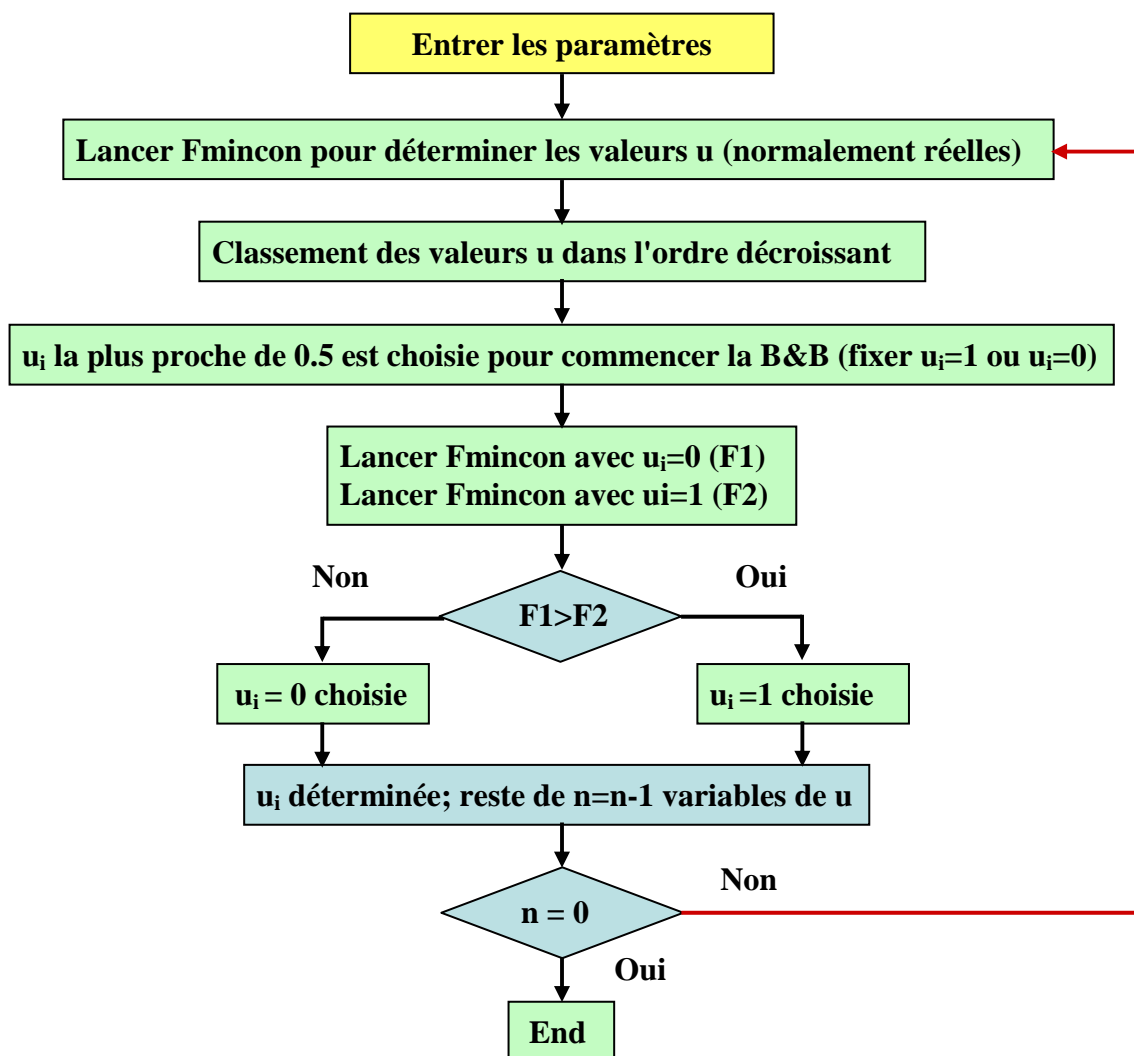 Entrer les paramètres
Lancer Fmincon pour déterminer les valeurs u (normalement réelles)
Classement des valeurs u dans l'ordre décroissant
uᵢ la plus proche de 0.5 est choisie pour commencer la B&B (fixer uᵢ=1 ou uᵢ=0)
Lancer Fmincon avec uᵢ=0 (F1)
Lancer Fmincon avec ui=1 (F2)
Non
Oui
F1>F2
uᵢ = 0 choisie
uᵢ =1 choisie
uᵢ déterminée; reste de n=n-1 variables de u
Non
n = 0
Oui
End